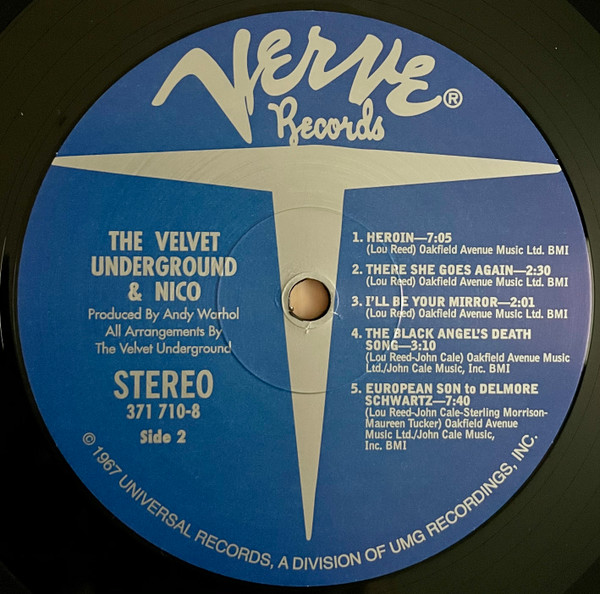 Verve®
Records
THE VELVET
UNDERGROUND
& NICO
Produced By Andy Warhol
All Arrangements By
The Velvet Underground
STEREO
371 710-8
Side 2
1. HEROIN—7:05
(Lou Reed) Oakfield Avenue Music Ltd. BMI
2. THERE SHE GOES AGAIN—2:30
(Lou Reed) Oakfield Avenue Music Ltd. BMI
3. I'LL BE YOUR MIRROR—2:01
(Lou Reed) Oakfield Avenue Music Ltd. BMI
4. THE BLACK ANGEL'S DEATH
SONG—3:10
(Lou Reed-John Cale) Oakfield Avenue Music
Ltd./John Cale Music, Inc. BMI
5. EUROPEAN SON to DELMORE
SCHWARTZ—7:40
(Lou Reed-John Cale-Sterling Morrison-
Maureen Tucker) Oakfield Avenue
Music Ltd./John Cale Music,
Inc. BMI
© 1967 UNIVERSAL RECORDS, A DIVISION OF UMG RECORDINGS, INC.